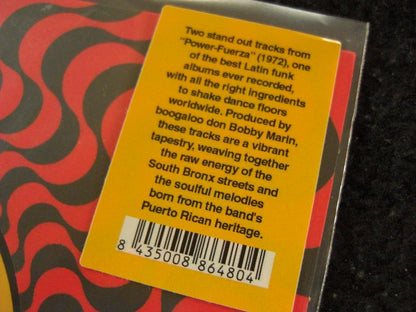 Two stand out tracks from
"Power-Fuerza" (1972), one
of the best Latin funk
albums ever recorded,
with all the right ingredients
to shake dance floors
worldwide. Produced by
boogaloo don Bobby Marin,
these tracks are a vibrant
tapestry, weaving together
the raw energy of the
South Bronx streets and
the soulful melodies
born from the band's
Puerto Rican heritage.
8 435008 864804